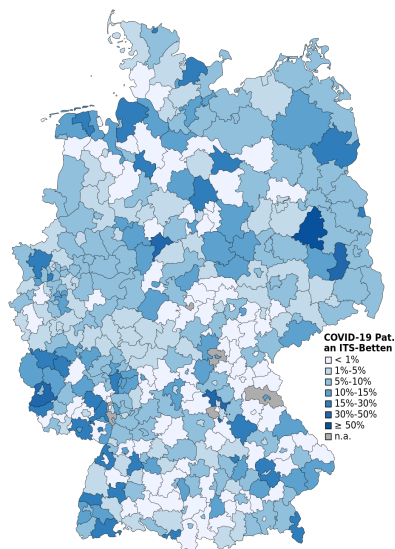 COVID-19 Pat.
an ITS-Betten
< 1%
1%-5%
5%-10%
10%-15%
15%-30%
30%-50%
≥ 50%
n.a.